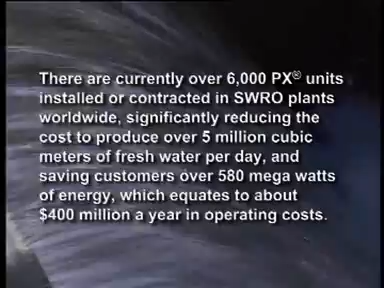 There are currently over 6,000 PX® units
installed or contracted in SWRO plants
worldwide, significantly reducing the
cost to produce over 5 million cubic
meters of fresh water per day, and
saving customers over 580 mega watts
of energy, which equates to about
$400 million a year in operating costs.